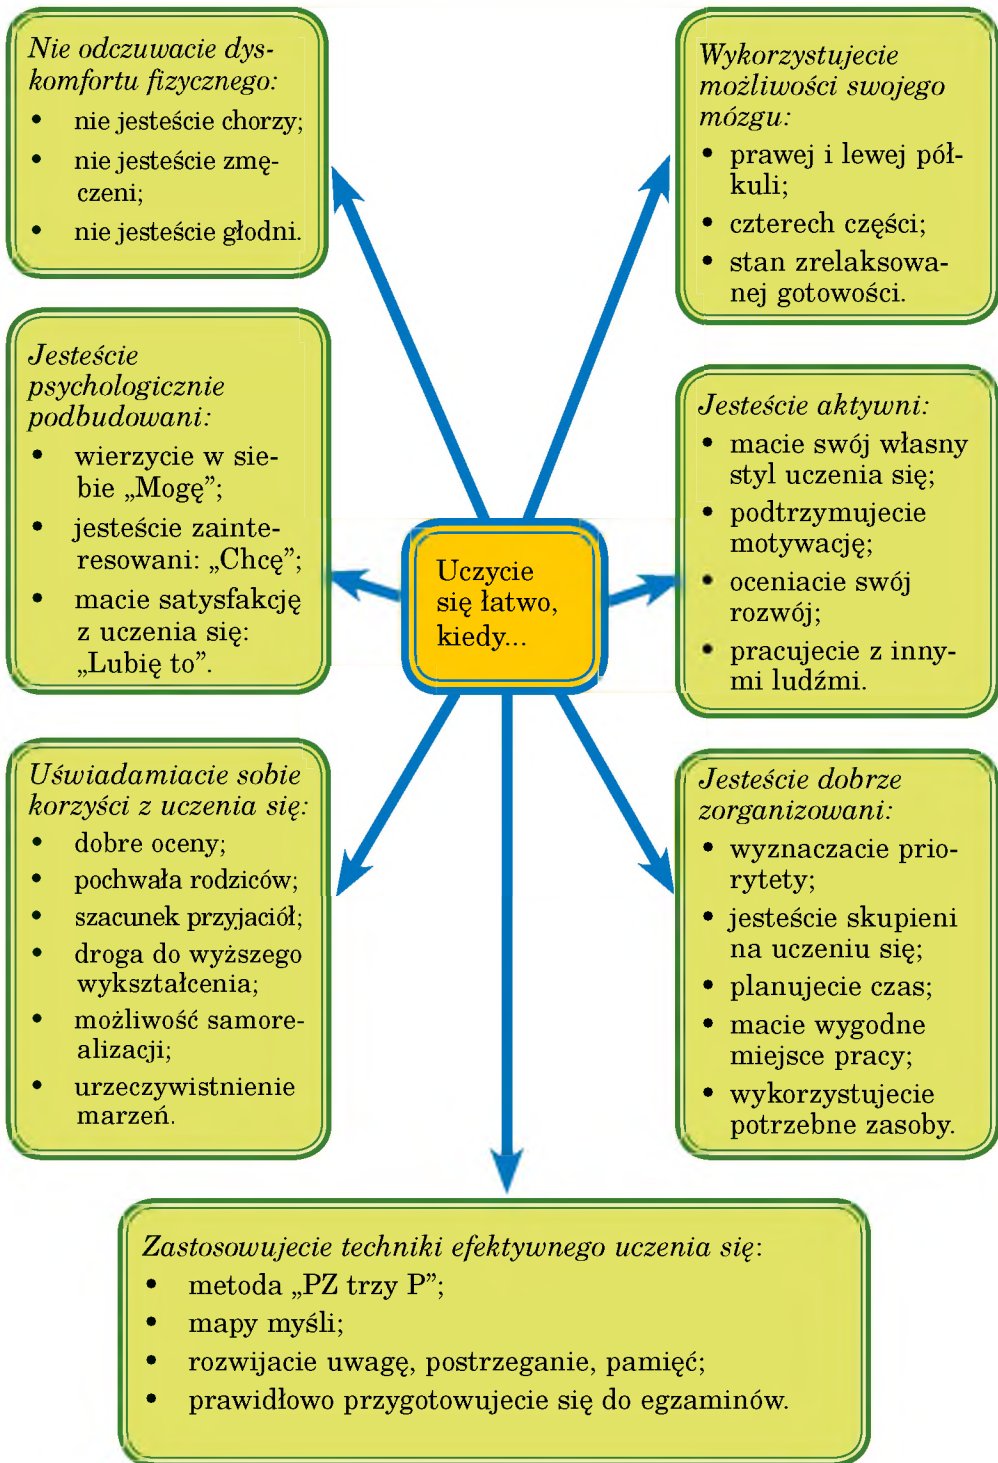 Nie odczuwacie dys-
komfortu fizycznego:
• nie jesteście chorzy;
• nie jesteście zmę-
czeni;
• nie jesteście głodni.
Wykorzystujecie
możliwości swojego
mózgu:
• prawej i lewej pół-
kuli;
• czterech części;
• stan zrelaksowa-
nej gotowości.
Jesteście
psychologicznie
podbudowani:
• wierzycie w sie-
bie „Mogę”;
• jesteście zainte-
resowani: „Chcę”;
• macie satysfakcję
z uczenia się:
„Lubię to”.
Jesteście aktywni:
• macie swój własny
styl uczenia się;
• podtrzymujecie
motywację;
• oceniacie swój
rozwój;
• pracujecie z inny-
mi ludźmi.
Uczycie
się łatwo,
kiedy...
Uświadamiacie sobie
korzyści z uczenia się:
• dobre oceny;
• pochwała rodziców;
• szacunek przyjaciół;
• droga do wyższego
wykształcenia;
• możliwość samore-
alizacji;
• urzeczywistnienie
marzeń.
Jesteście dobrze
zorganizowani:
• wyznaczacie prio-
rytety;
• jesteście skupieni
na uczeniu się;
• planujecie czas;
• macie wygodne
miejsce pracy;
• wykorzystujecie
potrzebne zasoby.
Zastosowujecie techniki efektywnego uczenia się:
• metoda „PZ trzy P”;
• mapy myśli;
• rozwijacie uwagę, postrzeganie, pamięć;
• prawidłowo przygotowujecie się do egzaminów.